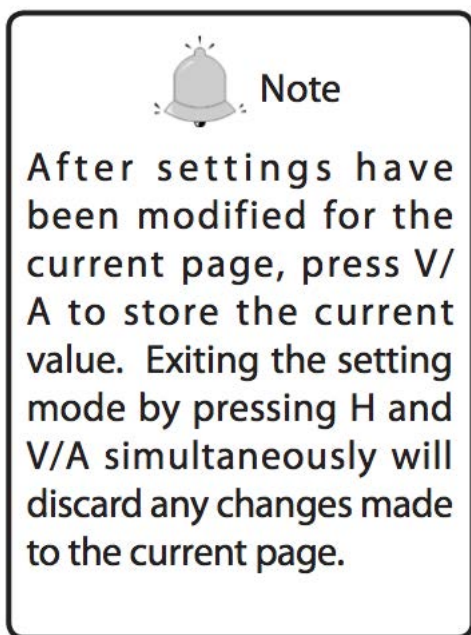 Note
After settings have
been modified for the
current page, press V/
A to store the current
value.  Exiting the setting
mode by pressing H and
V/A simultaneously will
discard any changes made
to the current page.